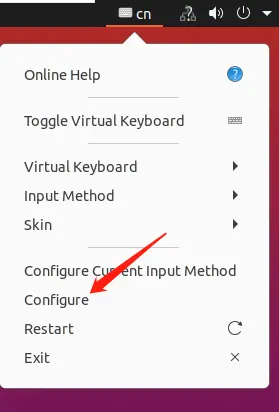 cn
Online Help
Toggle Virtual Keyboard
Virtual Keyboard
Input Method
Skin
Configure Current Input Method
Configure
Restart
Exit